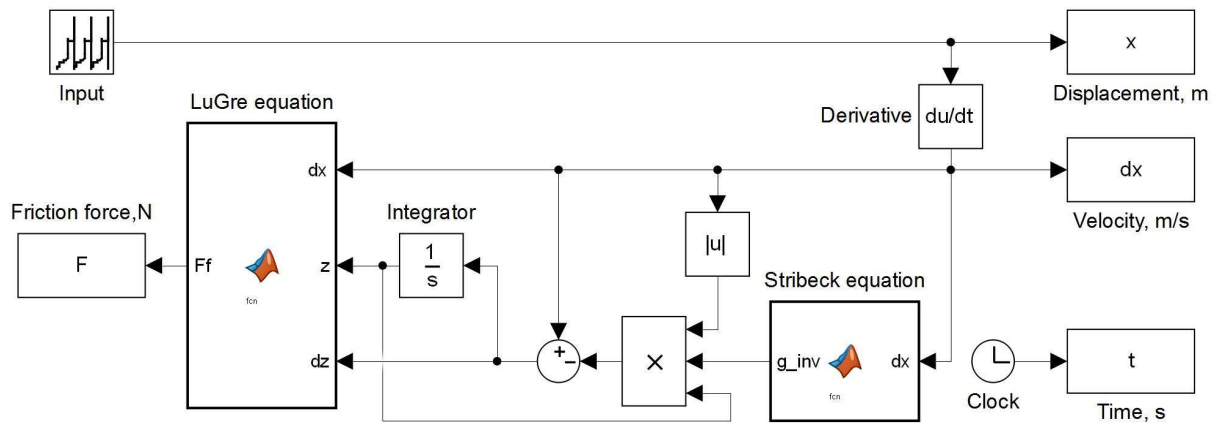 x
Input
Displacement, m
LuGre equation
Derivative
du/dt
dx
dx
Friction force,N
Integrator
Velocity, m/s
|u|
F
Ff
z
1
s
Stribeck equation
fcn
+
−
dz
×
g_inv
dx
t
fcn
Clock
Time, s